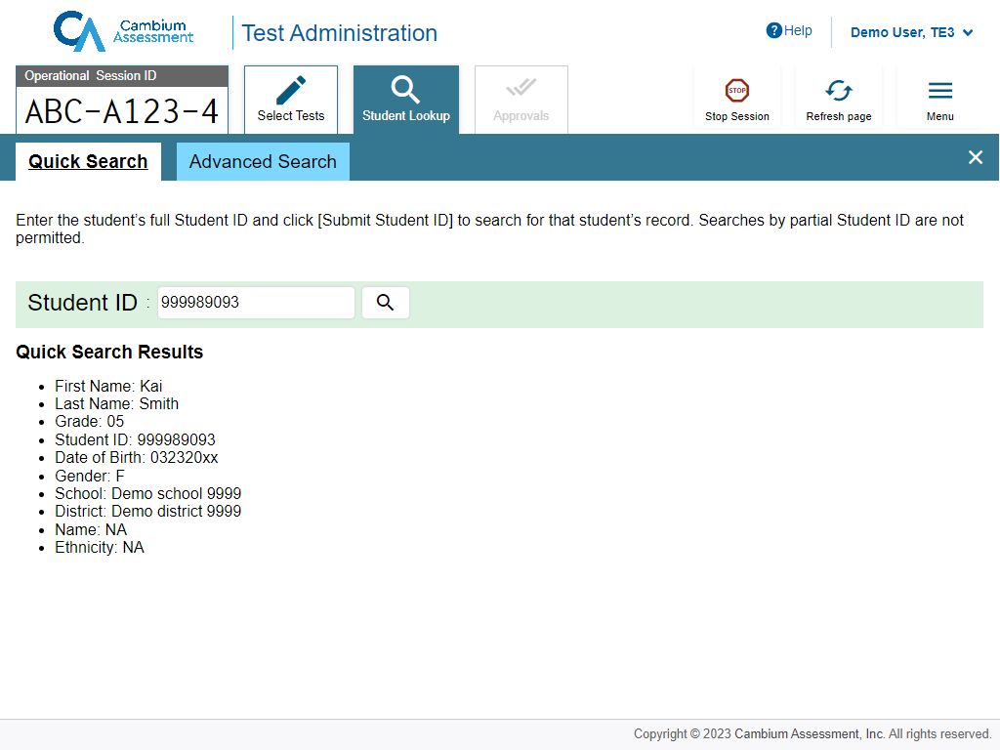 Cambium
Assessment
Test Administration
? Help
Demo User, TE3
Operational Session ID
ABC-A123-4
Select Tests
Student Lookup
Approvals
STOP
Stop Session
Refresh page
Menu
Quick Search
Advanced Search
Enter the student’s full Student ID and click [Submit Student ID] to search for that student’s record. Searches by partial Student ID are not
permitted.
Student ID : 999989093
Quick Search Results
• First Name: Kai
• Last Name: Smith
• Grade: 05
• Student ID: 999989093
• Date of Birth: 032320xx
• Gender: F
• School: Demo school 9999
• District: Demo district 9999
• Name: NA
• Ethnicity: NA
Copyright © 2023 Cambium Assessment, Inc. All rights reserved.